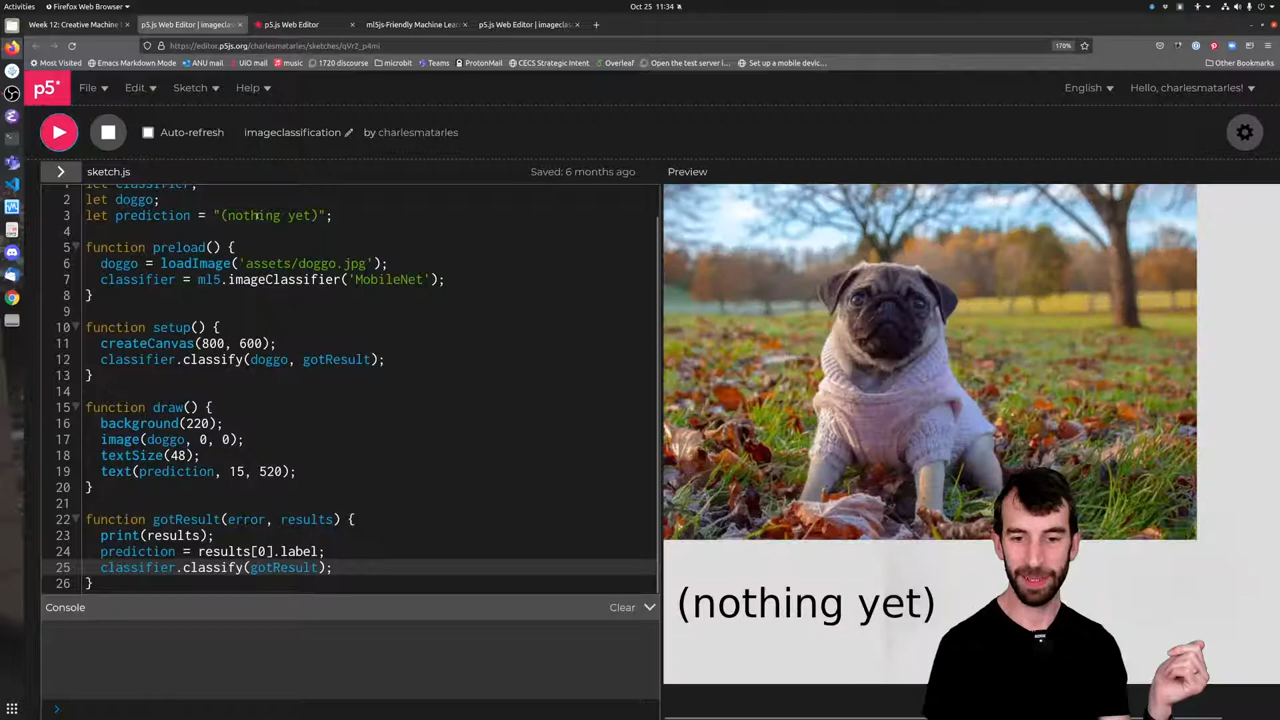 Activities
Firefox Web Browser
Oct 25 11:34
Week 12: Creative Machine
p5.js Web Editor | imagec
p5.js Web Editor
ml5js·Friendly Machine Lea
p5.js Web Editor | imagecla
https://editor.p5js.org/charlesmatarles/sketches/qVr2_p4mi
170%
Most Visited
Emacs Markdown Mode
ANU mail
UiO mail
music
1720 discourse
microbit
Teams
ProtonMail
CECS Strategic Intent
Overleaf
Open the test server i...
Set up a mobile devic...
Other Bookmarks
p5*
File
Edit
Sketch
Help
English
Hello, charlesmatarles!
Auto-refresh
imageclassification
by charlesmatarles
sketch.js
Saved: 6 months ago
Preview
1 let classifier;
2 let doggo;
3 let prediction = "(nothing yet)";
4
5 function preload() {
6 doggo = loadImage('assets/doggo.jpg');
7 classifier = ml5.imageClassifier('MobileNet');
8 }
9
10 function setup() {
11 createCanvas(800, 600);
12 classifier.classify(doggo, gotResult);
13 }
14
15 function draw() {
16 background(220);
17 image(doggo, 0, 0);
18 textSize(48);
19 text(prediction, 15, 520);
20 }
21
22 function gotResult(error, results) {
23 print(results);
24 prediction = results[0].label;
25 classifier.classify(gotResult);
26 }
(nothing yet)
Console
Clear